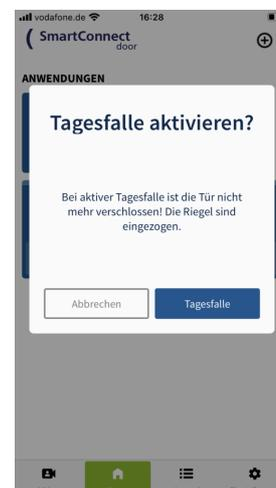 vodafone.de 16:28
SmartConnect
door
ANWENDUNGEN
Tagesfalle aktivieren?
Bei aktiver Tagesfalle ist die Tür nicht
mehr verschlossen! Die Riegel sind
eingezogen.
Abbrechen Tagesfalle